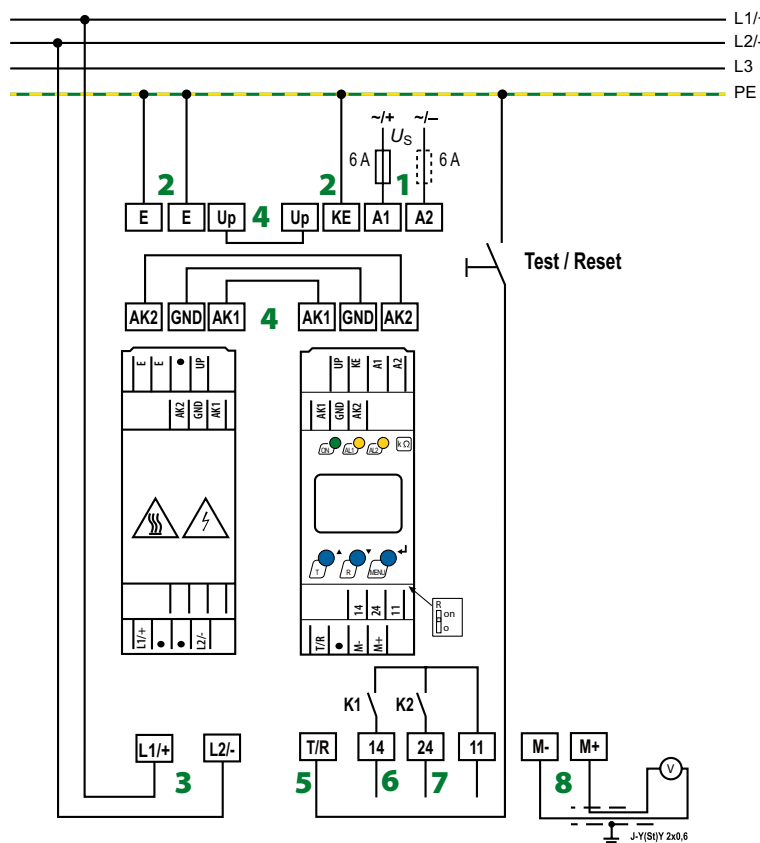 L1/+
L2/-
L3
PE
~/+ ~/–
US
6 A 6 A
2 2 1
E E Up 4 Up KE A1 A2
Test / Reset
AK2 GND AK1 4 AK1 GND AK2
E E UP
UP KE A1 A2
AK2 GND AK1
AK1 GND AK2
ON AL1 AL2 kΩ
T R MENU
R
on
o
14 24 11
L1/+ L2/-
T/R M- M+
K1 K2
L1/+ L2/- T/R 14 24 11 M- M+
3 5 6 7 8
V
J-Y(St)Y 2x0,6